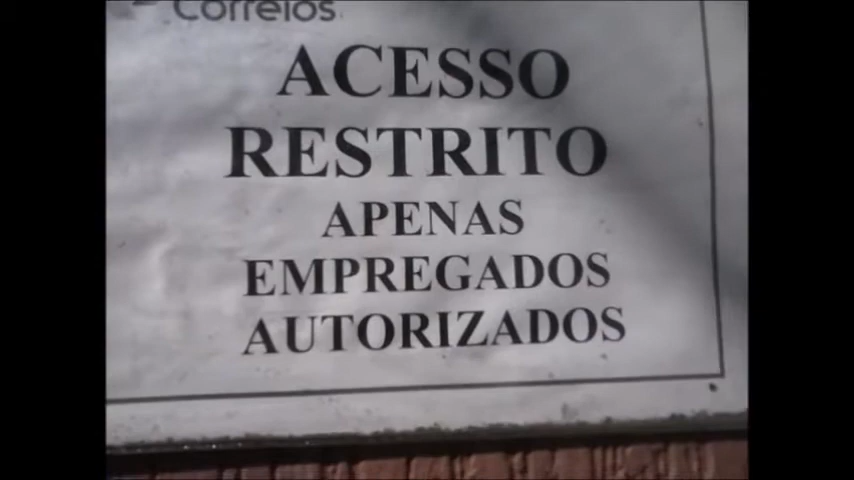 Correios
ACESSO
RESTRITO
APENAS
EMPREGADOS
AUTORIZADOS